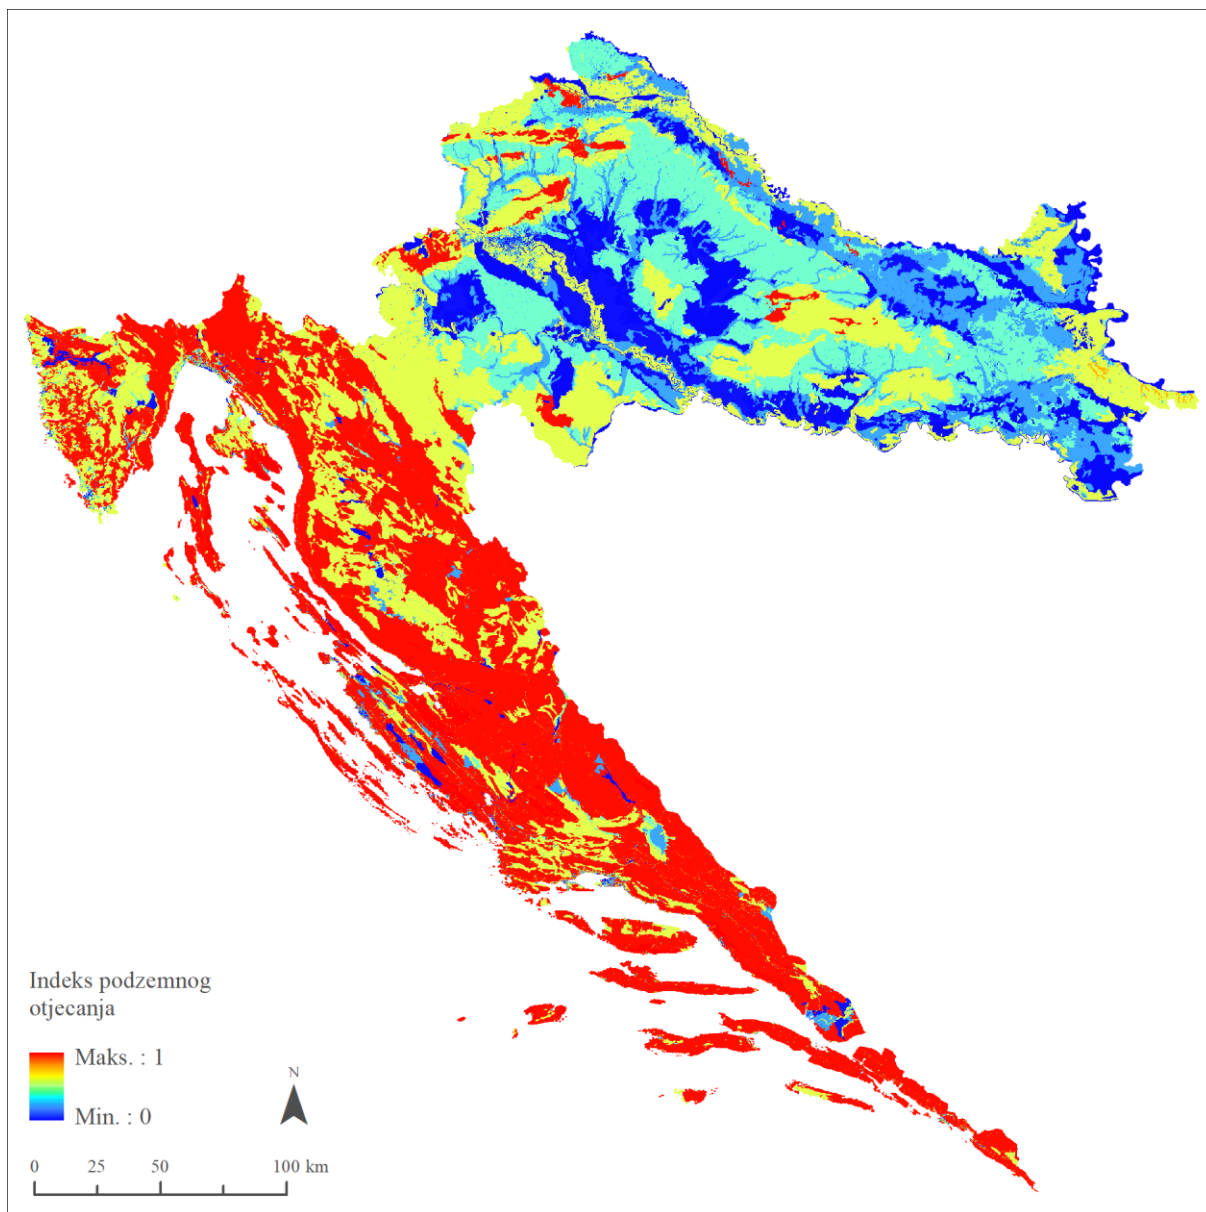 Indeks podzemnog
otjecanja
Maks. : 1
Min. : 0
N
0 25 50 100 km